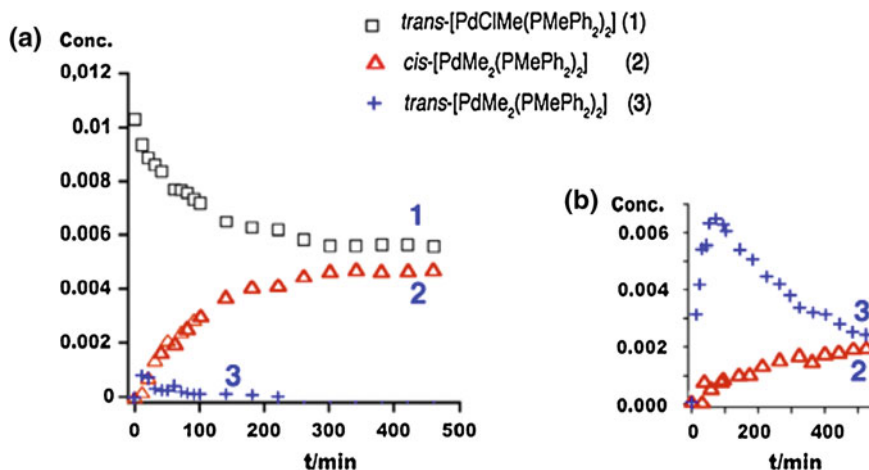 (a) Conc.
trans-[PdClMe(PMePh₂)₂] (1)
cis-[PdMe₂(PMePh₂)₂] (2)
trans-[PdMe₂(PMePh₂)₂] (3)
0,012
0.01
0.008
0.006
0.004
0.002
0
1
2
3
0 100 200 300 400 500
t/min
(b) Conc.
0.006
0.004
0.002
0.000
3
2
0 200 400
t/min